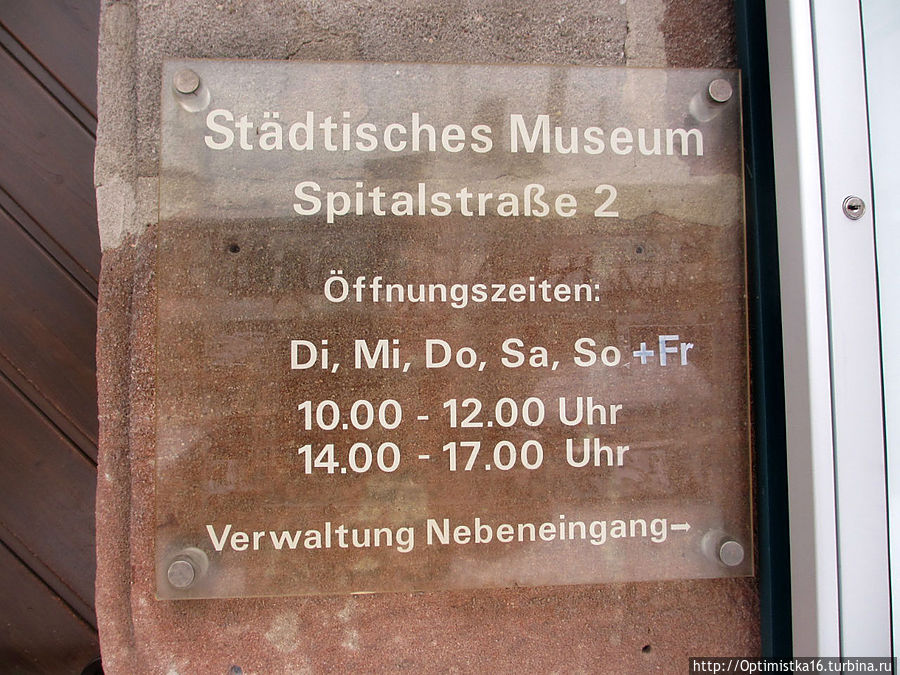 Städtisches Museum
Spitalstraße 2
Öffnungszeiten:
Di, Mi, Do, Sa, So +Fr
10.00 - 12.00 Uhr
14.00 - 17.00 Uhr
Verwaltung Nebeneingang→
http://Optimistka16.turbina.ru